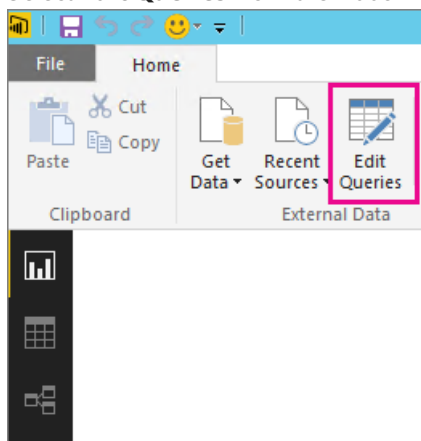 File Home
Cut
Copy
Paste
Get
Data
Recent
Sources
Edit
Queries
Clipboard
External Data